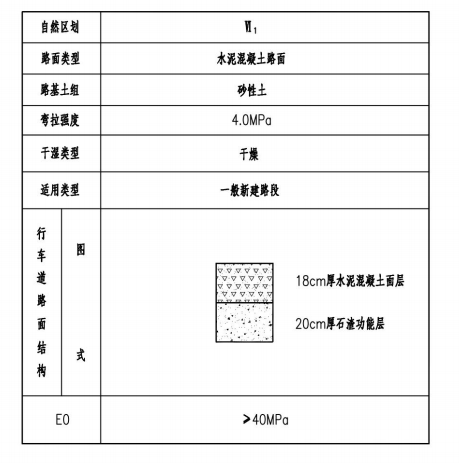 自然区划 Ⅵ₁
路面类型 水泥混凝土路面
路基土组 砂性土
弯拉强度 4.0MPa
干湿类型 干燥
适用类型 一般新建路段
行车道路面结构
图式
18cm厚水泥混凝土面层
20cm厚石渣功能层
E0 ≥40MPa